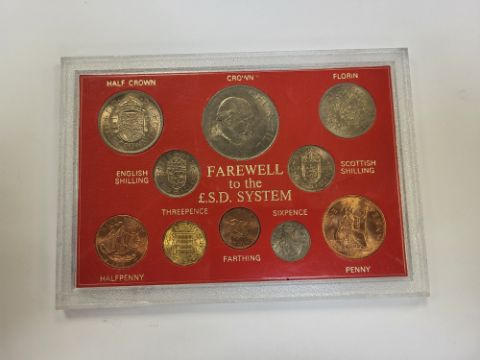 HALF CROWN
CROWN
FLORIN
ENGLISH
SHILLING
SCOTTISH
SHILLING
FAREWELL
to the
£.S.D. SYSTEM
THREEPENCE
SIXPENCE
HALFPENNY
FARTHING
PENNY